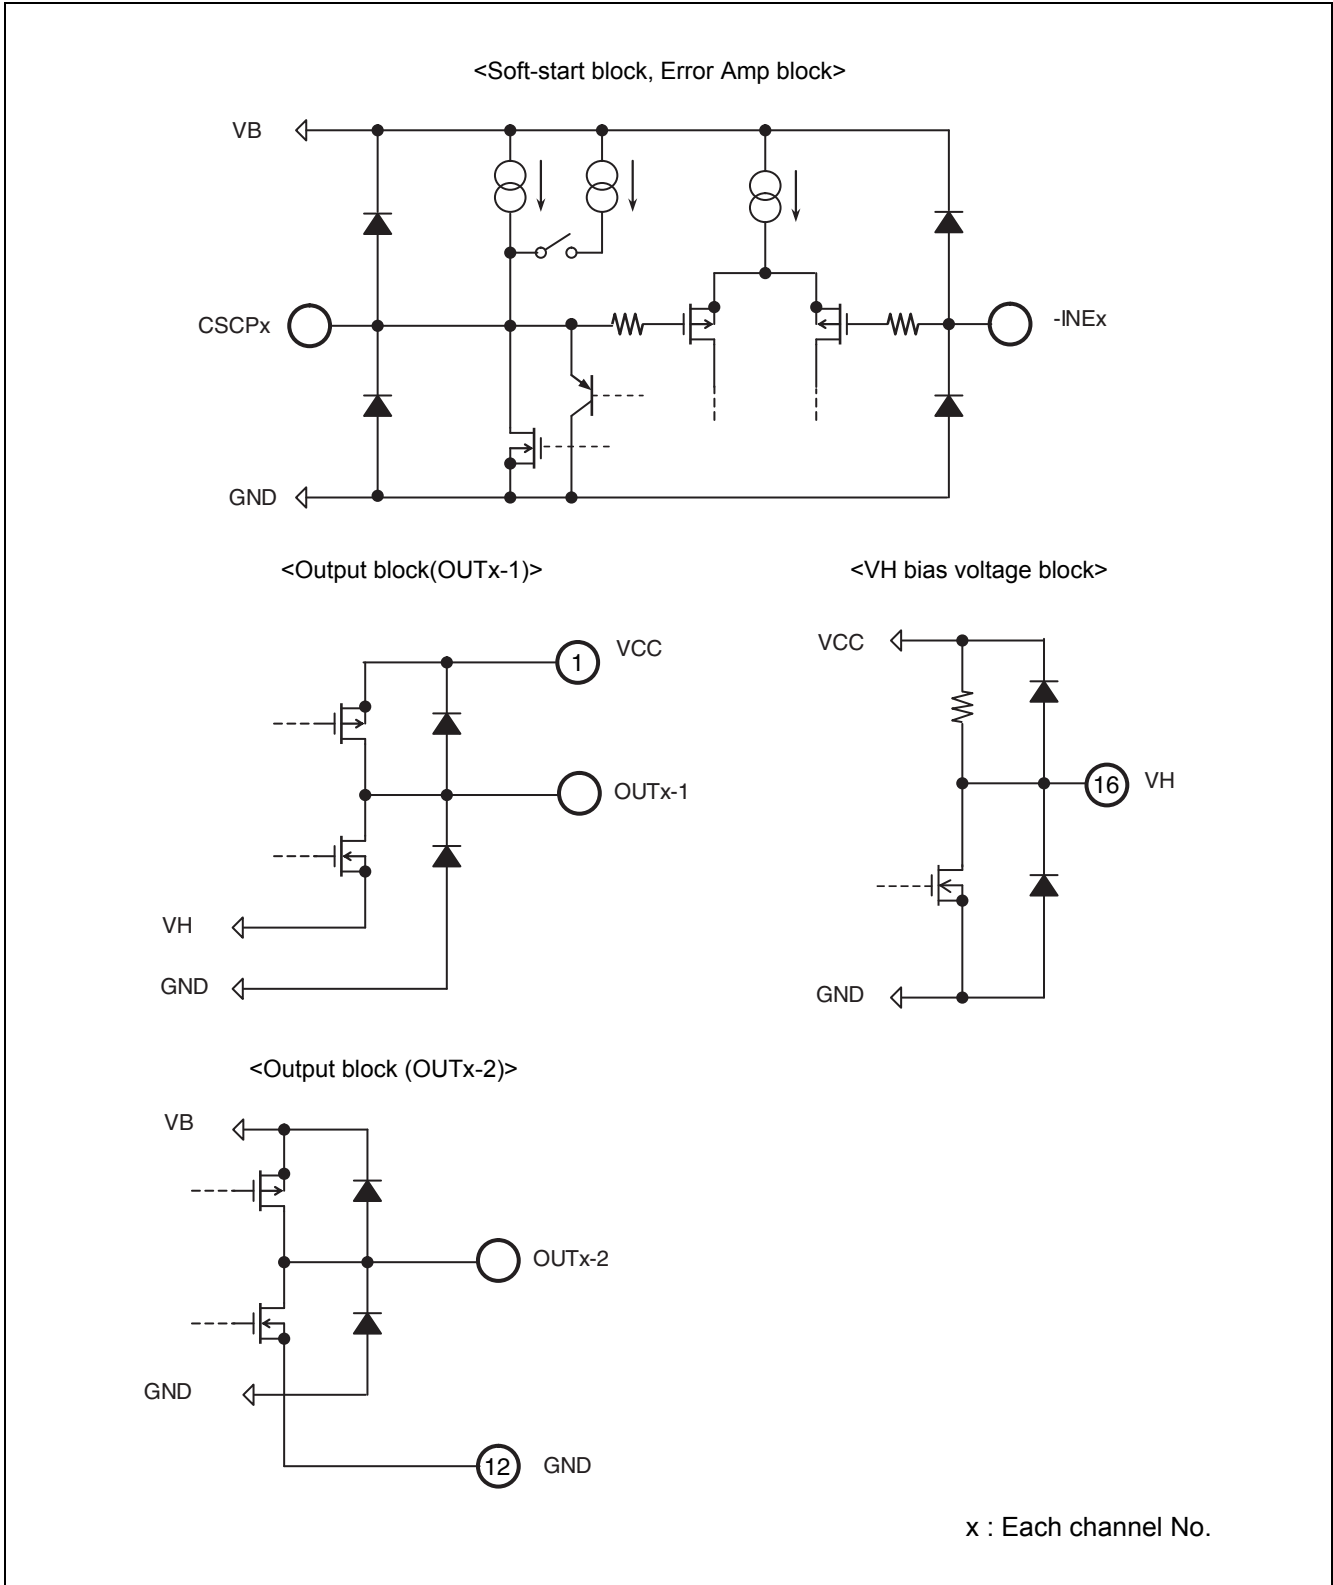 <Soft-start block, Error Amp block>
VB
CSCPx
-INEx
GND
<Output block(OUTx-1)>
1 VCC
OUTx-1
VH
GND
<VH bias voltage block>
VCC
16 VH
GND
<Output block (OUTx-2)>
VB
OUTx-2
GND
12 GND
x : Each channel No.